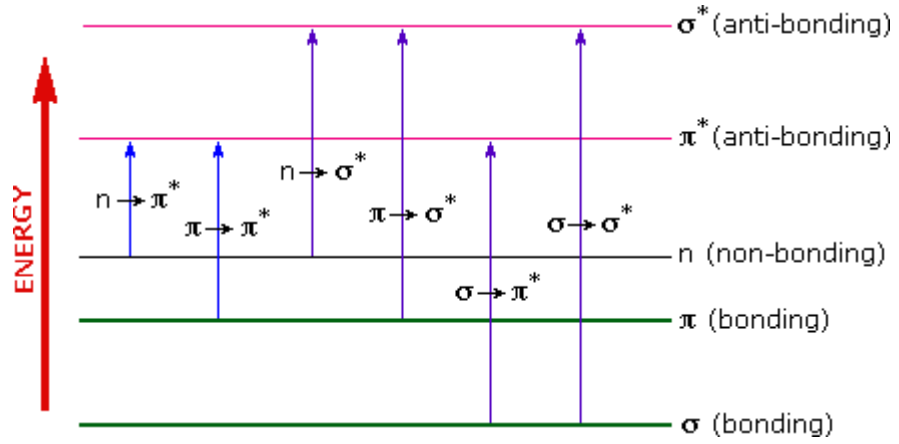 σ* (anti-bonding)
π* (anti-bonding)
n → σ*
n → π*
π → σ*
π → π*
σ → σ*
n (non-bonding)
σ → π*
π (bonding)
σ (bonding)
ENERGY